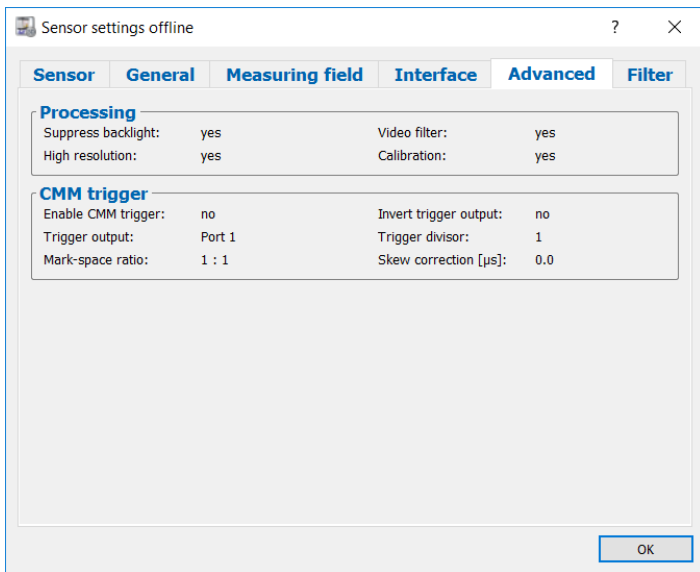 Sensor settings offline ?
Sensor General Measuring field Interface Advanced Filter
Processing
Suppress backlight: yes Video filter: yes
High resolution: yes Calibration: yes
CMM trigger
Enable CMM trigger: no Invert trigger output: no
Trigger output: Port 1 Trigger divisor: 1
Mark-space ratio: 1 : 1 Skew correction [µs]: 0.0
OK